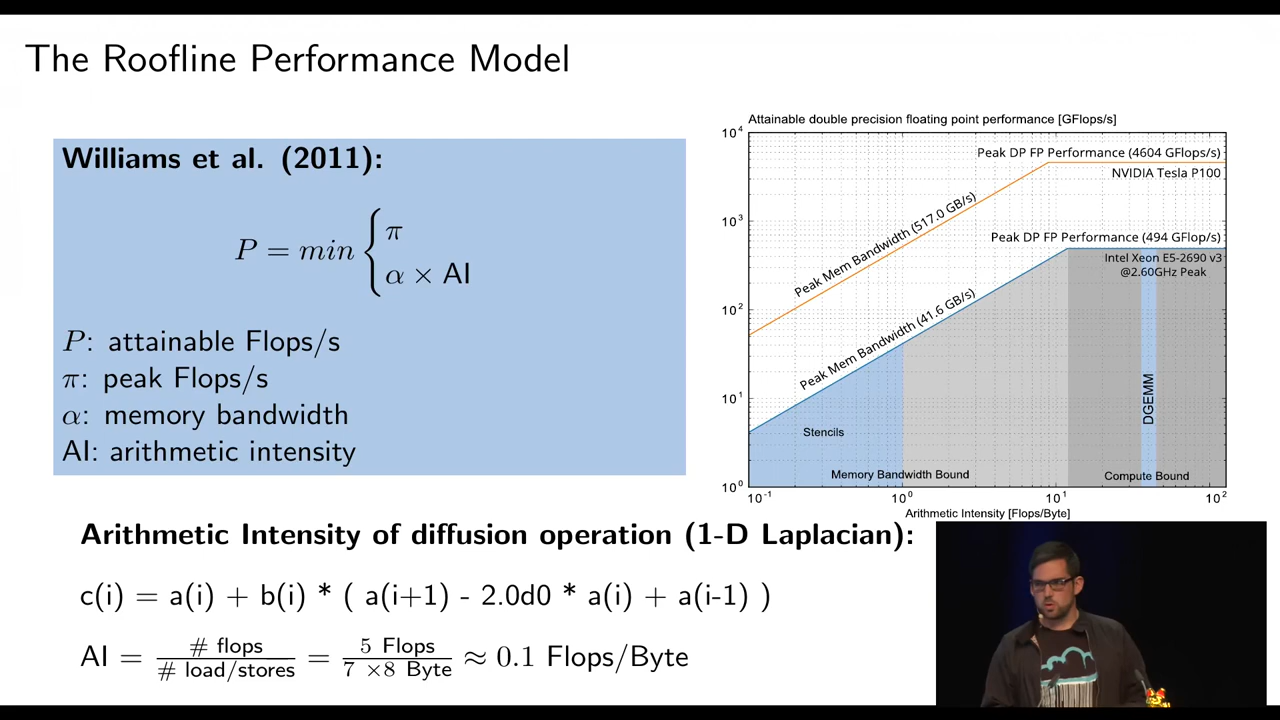 The Roofline Performance Model
Williams et al. (2011):
P = min { π
α × AI
P: attainable Flops/s
π: peak Flops/s
α: memory bandwidth
AI: arithmetic intensity
Attainable double precision floating point performance [GFlops/s]
10^4
10^3
10^2
10^1
10^0
Peak DP FP Performance (4604 GFlops/s)
NVIDIA Tesla P100
Peak Mem Bandwidth (517.0 GB/s)
Peak DP FP Performance (494 GFlop/s)
Intel Xeon E5-2690 v3
@2.60GHz Peak
Peak Mem Bandwidth (41.6 GB/s)
DGEMM
Stencils
Memory Bandwidth Bound
Compute Bound
10^-1 10^0 10^1 10^2
Arithmetic Intensity [Flops/Byte]
Arithmetic Intensity of diffusion operation (1-D Laplacian):
c(i) = a(i) + b(i) * ( a(i+1) - 2.0d0 * a(i) + a(i-1) )
AI = # flops / # load/stores = 5 Flops / 7 ×8 Byte ≈ 0.1 Flops/Byte